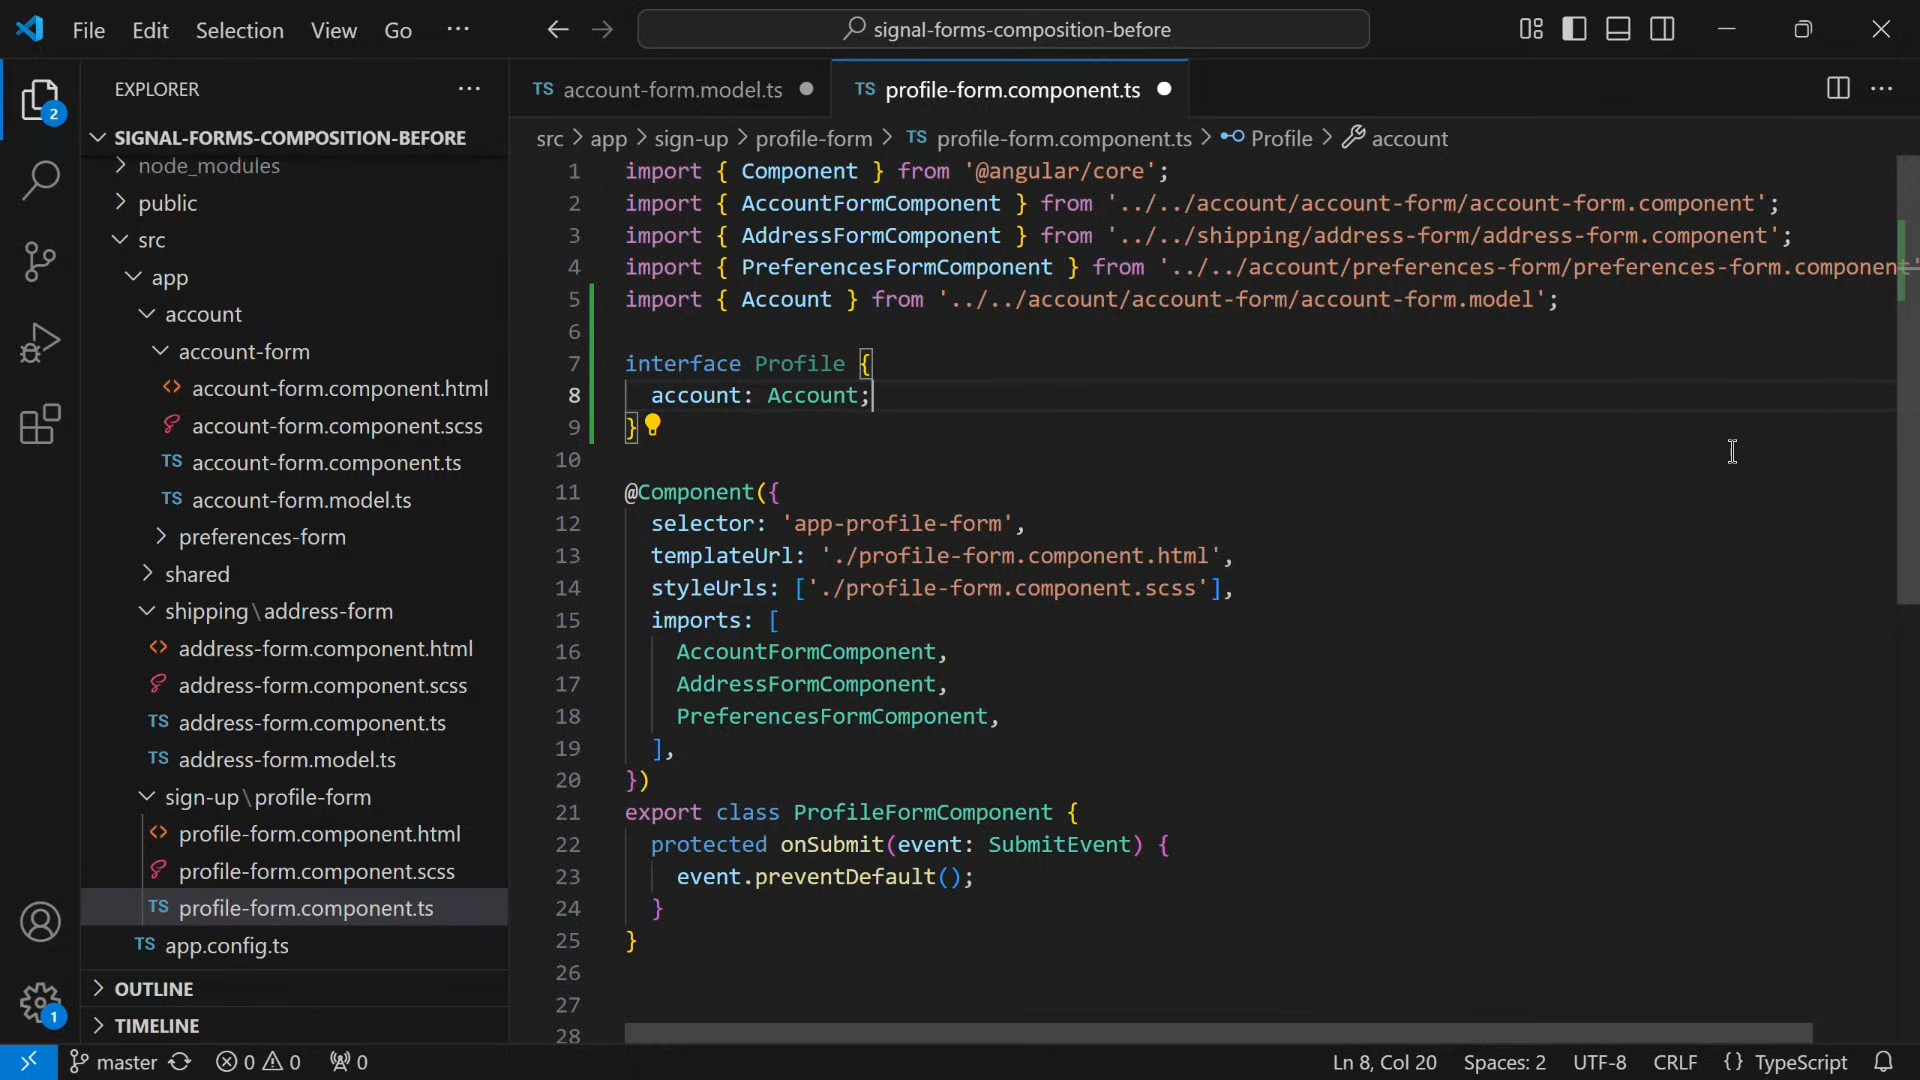 File Edit Selection View Go ··· signal-forms-composition-before
EXPLORER
SIGNAL-FORMS-COMPOSITION-BEFORE
node_modules
public
src
app
account
account-form
account-form.component.html
account-form.component.scss
TS account-form.component.ts
TS account-form.model.ts
preferences-form
shared
shipping\address-form
address-form.component.html
address-form.component.scss
TS address-form.component.ts
TS address-form.model.ts
sign-up\profile-form
profile-form.component.html
profile-form.component.scss
TS profile-form.component.ts
TS app.config.ts
OUTLINE
TIMELINE
2
1
TS account-form.model.ts
TS profile-form.component.ts
src > app > sign-up > profile-form > TS profile-form.component.ts > Profile > account
1 import { Component } from '@angular/core';
2 import { AccountFormComponent } from '../../account/account-form/account-form.component';
3 import { AddressFormComponent } from '../../shipping/address-form/address-form.component';
4 import { PreferencesFormComponent } from '../../account/preferences-form/preferences-form.component'
5 import { Account } from '../../account/account-form/account-form.model';
6
7 interface Profile {
8 account: Account;
9 }
10
11 @Component({
12 selector: 'app-profile-form',
13 templateUrl: './profile-form.component.html',
14 styleUrls: ['./profile-form.component.scss'],
15 imports: [
16 AccountFormComponent,
17 AddressFormComponent,
18 PreferencesFormComponent,
19 ],
20 })
21 export class ProfileFormComponent {
22 protected onSubmit(event: SubmitEvent) {
23 event.preventDefault();
24 }
25 }
26
27
28
master 0 0 0 Ln 8, Col 20 Spaces: 2 UTF-8 CRLF {} TypeScript